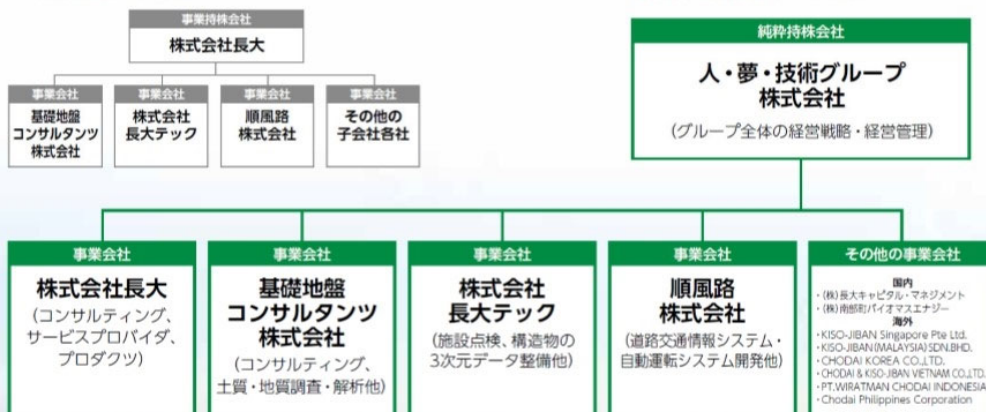 事業持株会社
株式会社長大
事業会社
基礎地盤
コンサルタンツ
株式会社
事業会社
株式会社
長大テック
事業会社
順風路
株式会社
事業会社
その他の
子会社各社
純粋持株会社
人・夢・技術グループ
株式会社
（グループ全体の経営戦略・経営管理）
事業会社
株式会社長大
（コンサルティング、
サービスプロバイダ、
プロダクツ）
事業会社
基礎地盤
コンサルタンツ
株式会社
（コンサルティング、
土質・地質調査・解析他）
事業会社
株式会社
長大テック
（施設点検、構造物の
3次元データ整備他）
事業会社
順風路
株式会社
（道路交通情報システム・
自動運転システム開発他）
その他の事業会社
国内
・(株)長大キャピタル・マネジメント
・(株)南部町バイオマスエナジー
海外
・KISO-JIBAN Singapore Pte Ltd.
・KISO-JIBAN (MALAYSIA) SDN.BHD.
・CHODAI KOREA CO.,LTD.
・CHODAI & KISO-JIBAN VIETNAM CO.,LTD.
・PT.WIRATMAN CHODAI INDONESIA
・Chodai Philippines Corporation